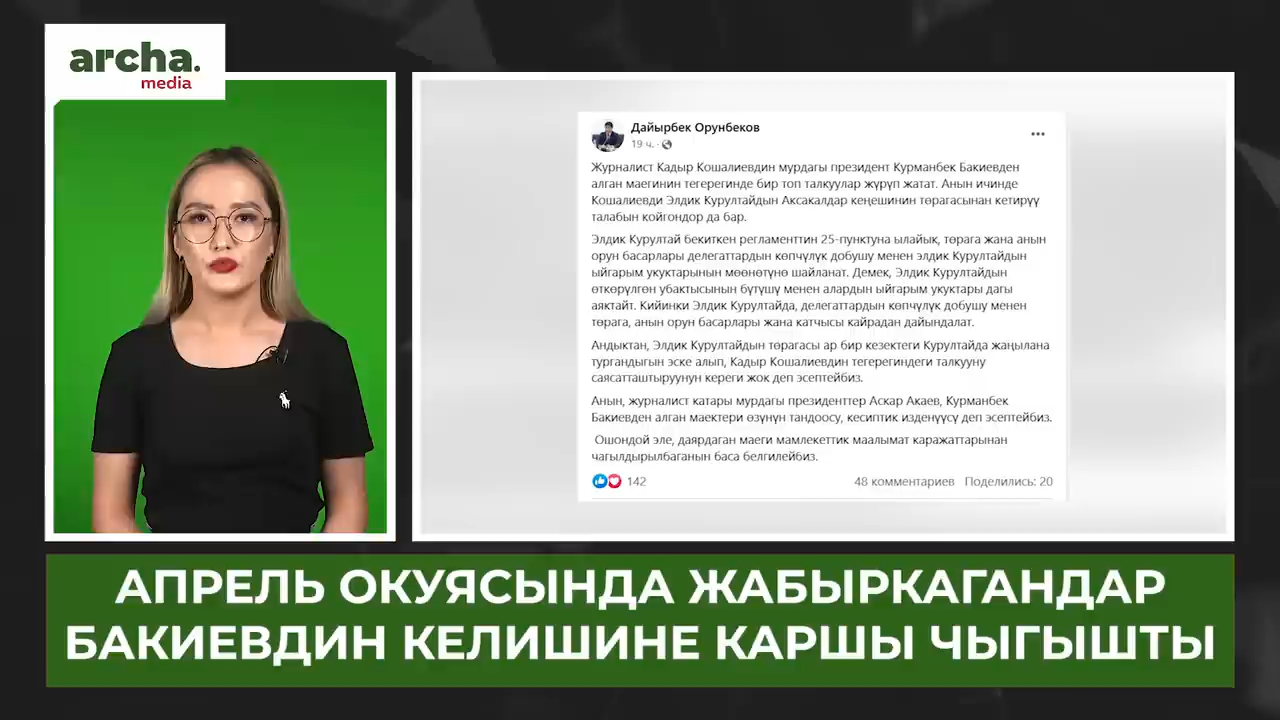 archa.
media
Дайырбек Орунбеков
19 ч. ·
Журналист Кадыр Кошалиевдин мурдагы президент Курманбек Бакиевден
алган маегинин тегерегинде бир топ талкуулар жүрүп жатат. Анын ичинде
Кошалиевди Элдик Курултайдын Аксакалдар кеңешинин төрагасынан кетирүү
талабын койгондор да бар.
Элдик Курултай бекиткен регламенттин 25-пунктуна ылайык, төрага жана анын
орун басарлары делегаттардын көпчүлүк добушу менен элдик Курултайдын
ыйгарым укуктарынын мөөнөтүнө шайланат. Демек, Элдик Курултайдын
өткөрүлгөн убактысынын бүтүшү менен алардын ыйгарым укуктары дагы
аяктайт. Кийинки Элдик Курултайда, делегаттардын көпчүлүк добушу менен
төрага, анын орун басарлары жана катчысы кайрадан дайындалат.
Андыктан, Элдик Курултайдын төрагасы ар бир кезектеги Курултайда жаңылана
тургандыгын эске алып, Кадыр Кошалиевдин тегерегиндеги талкууну
саясатташтыруунун кереги жок деп эсептейбиз.
Анын, журналист катары мурдагы президенттер Аскар Акаев, Курманбек
Бакиевден алган маектери өзүнүн тандоосу, кесиптик изденүүсү деп эсептейбиз.
Ошондой эле, даярдаган маеги мамлекеттик маалымат каражаттарынан
чагылдырылбаганын баса белгилейбиз.
142
48 комментариев Поделились: 20
АПРЕЛЬ ОКУЯСЫНДА ЖАБЫРКАГАНДАР
БАКИЕВДИН КЕЛИШИНЕ КАРШЫ ЧЫГЫШТЫ